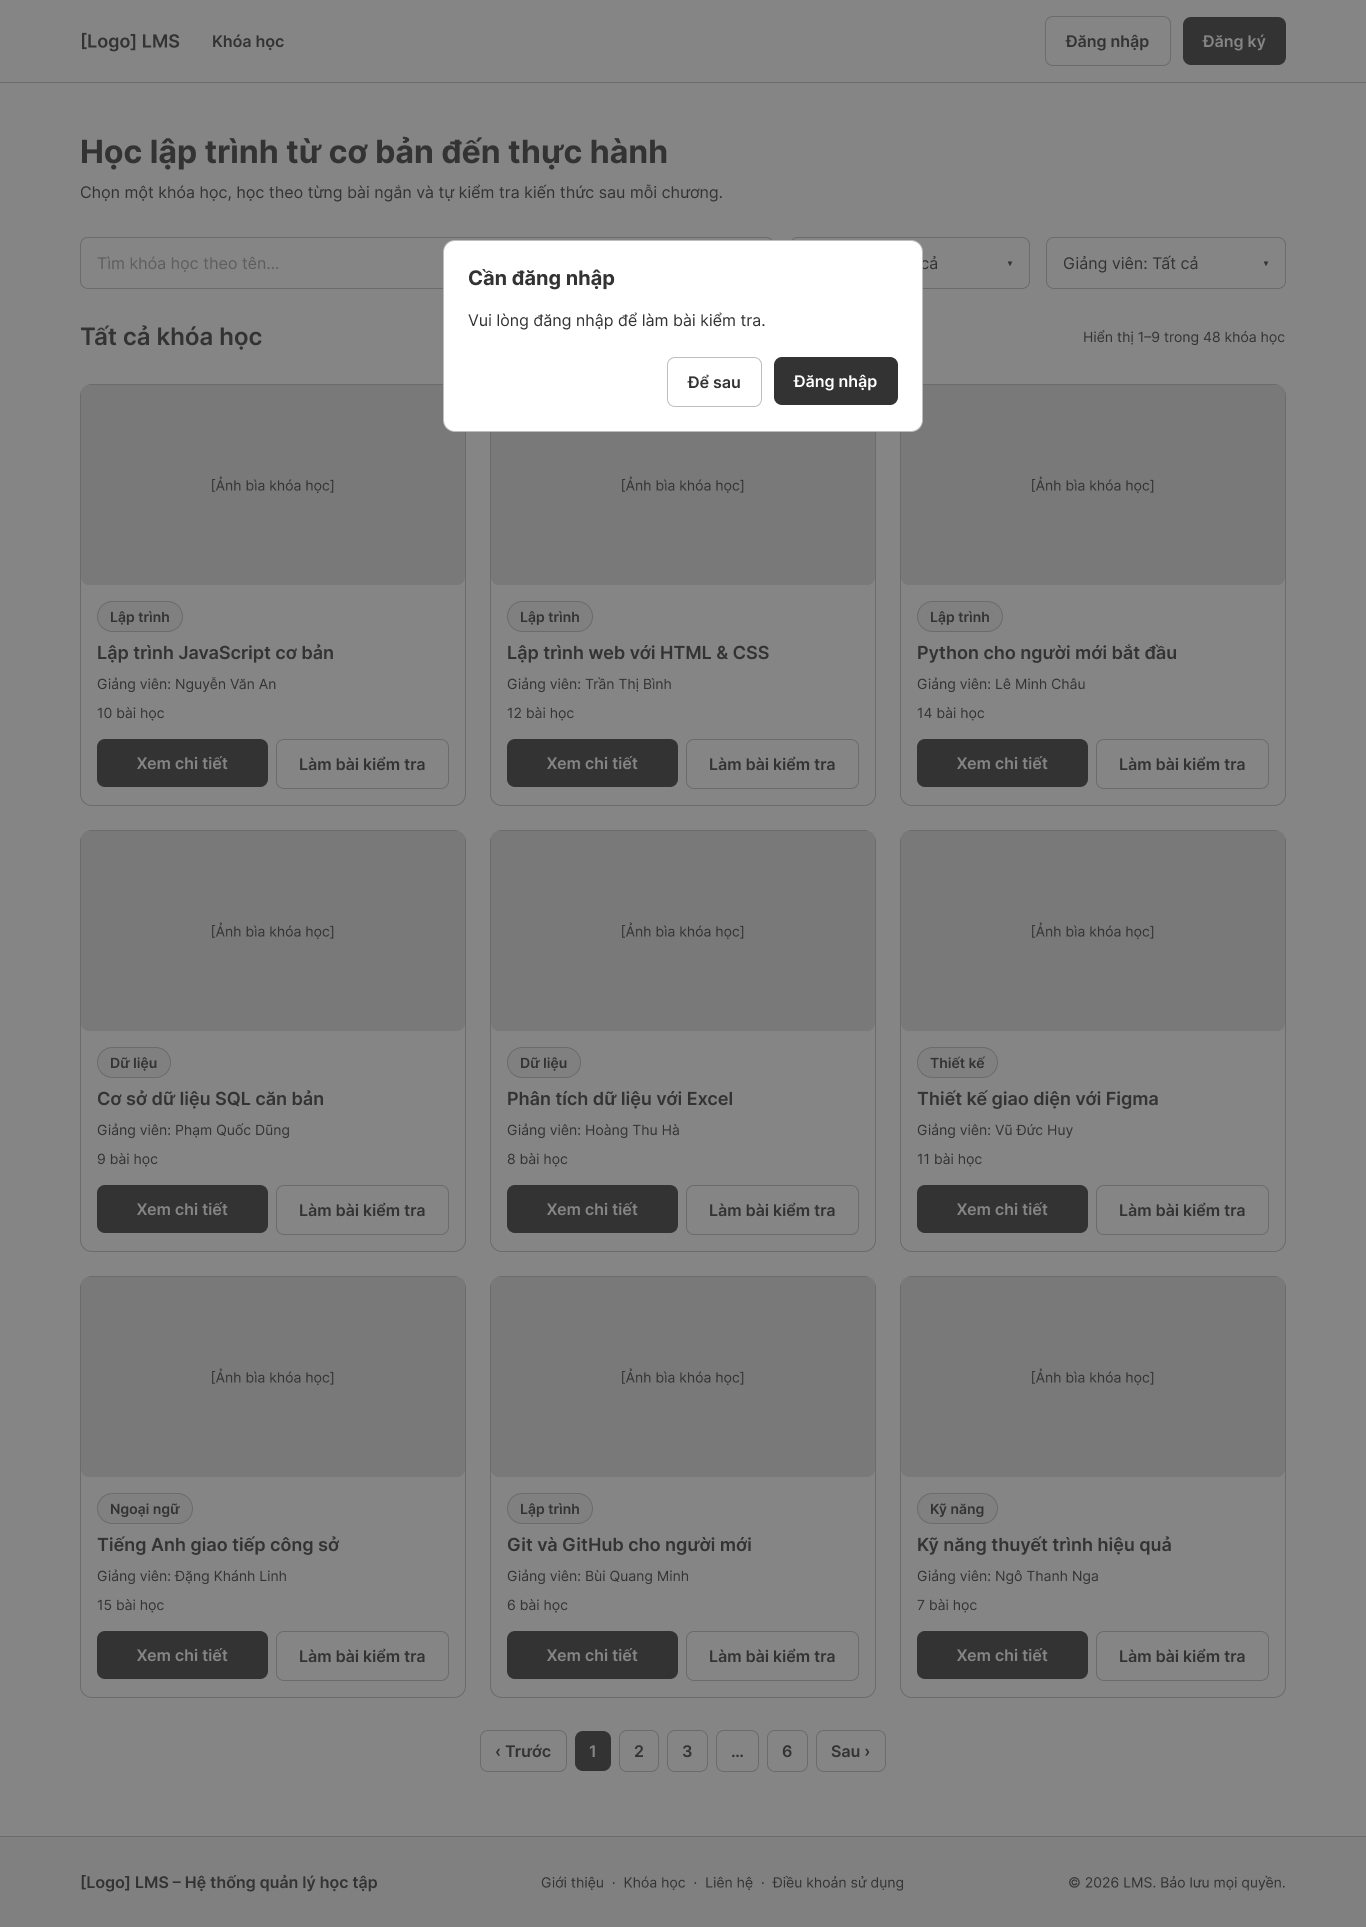 [Logo] LMS Khóa học Đăng nhập Đăng ký
Học lập trình từ cơ bản đến thực hành
Chọn một khóa học, học theo từng bài ngắn và tự kiểm tra kiến thức sau mỗi chương.
Tìm khóa học theo tên... cả ▾ Giảng viên: Tất cả ▾
Cần đăng nhập
Vui lòng đăng nhập để làm bài kiểm tra.
Để sau Đăng nhập
Tất cả khóa học Hiển thị 1–9 trong 48 khóa học
[Ảnh bìa khóa học] [Ảnh bìa khóa học] [Ảnh bìa khóa học]
Lập trình Lập trình Lập trình
Lập trình JavaScript cơ bản Lập trình web với HTML & CSS Python cho người mới bắt đầu
Giảng viên: Nguyễn Văn An Giảng viên: Trần Thị Bình Giảng viên: Lê Minh Châu
10 bài học 12 bài học 14 bài học
Xem chi tiết Làm bài kiểm tra Xem chi tiết Làm bài kiểm tra Xem chi tiết Làm bài kiểm tra
[Ảnh bìa khóa học] [Ảnh bìa khóa học] [Ảnh bìa khóa học]
Dữ liệu Dữ liệu Thiết kế
Cơ sở dữ liệu SQL căn bản Phân tích dữ liệu với Excel Thiết kế giao diện với Figma
Giảng viên: Phạm Quốc Dũng Giảng viên: Hoàng Thu Hà Giảng viên: Vũ Đức Huy
9 bài học 8 bài học 11 bài học
Xem chi tiết Làm bài kiểm tra Xem chi tiết Làm bài kiểm tra Xem chi tiết Làm bài kiểm tra
[Ảnh bìa khóa học] [Ảnh bìa khóa học] [Ảnh bìa khóa học]
Ngoại ngữ Lập trình Kỹ năng
Tiếng Anh giao tiếp công sở Git và GitHub cho người mới Kỹ năng thuyết trình hiệu quả
Giảng viên: Đặng Khánh Linh Giảng viên: Bùi Quang Minh Giảng viên: Ngô Thanh Nga
15 bài học 6 bài học 7 bài học
Xem chi tiết Làm bài kiểm tra Xem chi tiết Làm bài kiểm tra Xem chi tiết Làm bài kiểm tra
‹ Trước 1 2 3 ... 6 Sau ›
[Logo] LMS – Hệ thống quản lý học tập Giới thiệu · Khóa học · Liên hệ · Điều khoản sử dụng © 2026 LMS. Bảo lưu mọi quyền.